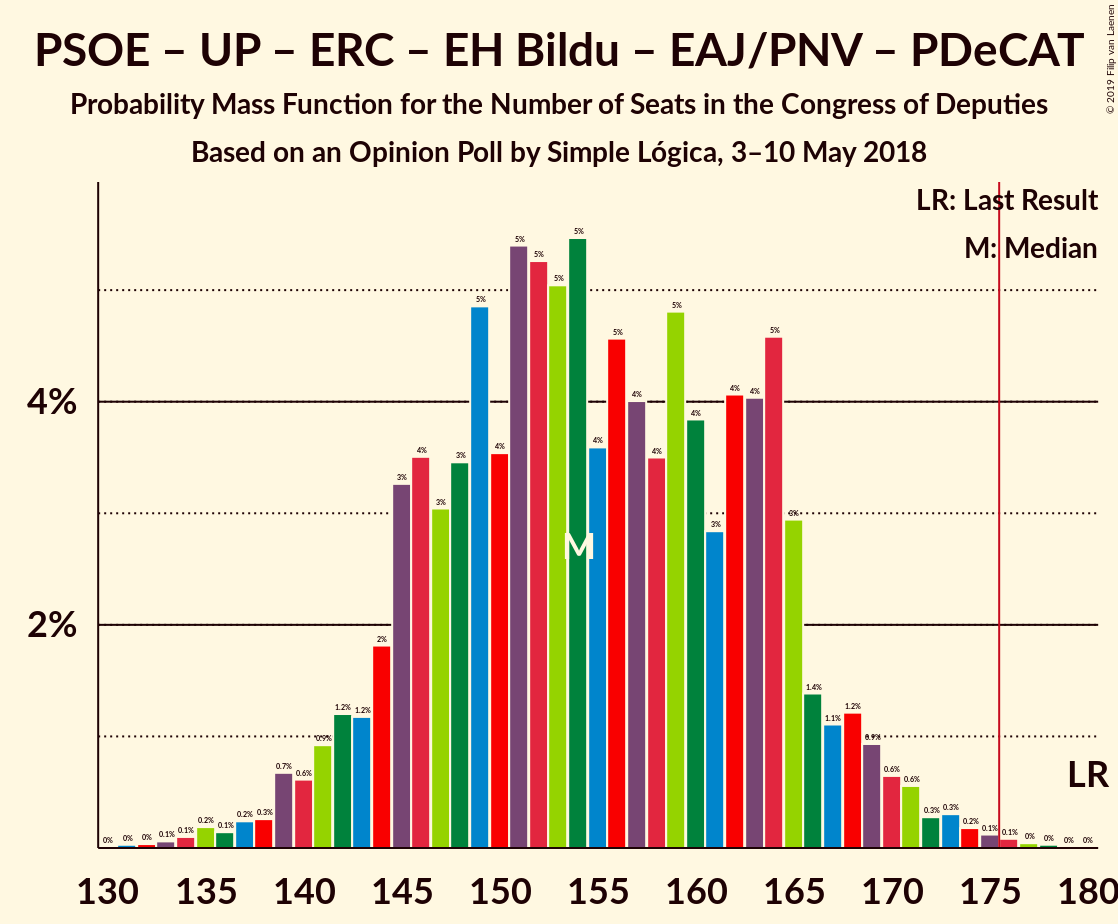 PSOE – UP – ERC – EH Bildu – EAJ/PNV – PDeCAT
Probability Mass Function for the Number of Seats in the Congress of Deputies
Based on an Opinion Poll by Simple Lógica, 3–10 May 2018
© 2019 Filip van Laenen
LR: Last Result
M: Median
4%
2%
0% 0% 0% 0.1% 0.1% 0.2% 0.1% 0.2% 0.3% 0.7% 0.6% 0.9% 1.2% 1.2% 2% 3% 4% 3% 3% 5% 4% 5% 5% 5% 5% 4% 5% 4% 4% 5% 4% 3% 4% 4% 5% 3% 1.4% 1.1% 1.2% 0.9% 0.6% 0.6% 0.3% 0.3% 0.2% 0.1% 0.1% 0% 0% 0% 0%
M
LR
130 135 140 145 150 155 160 165 170 175 180